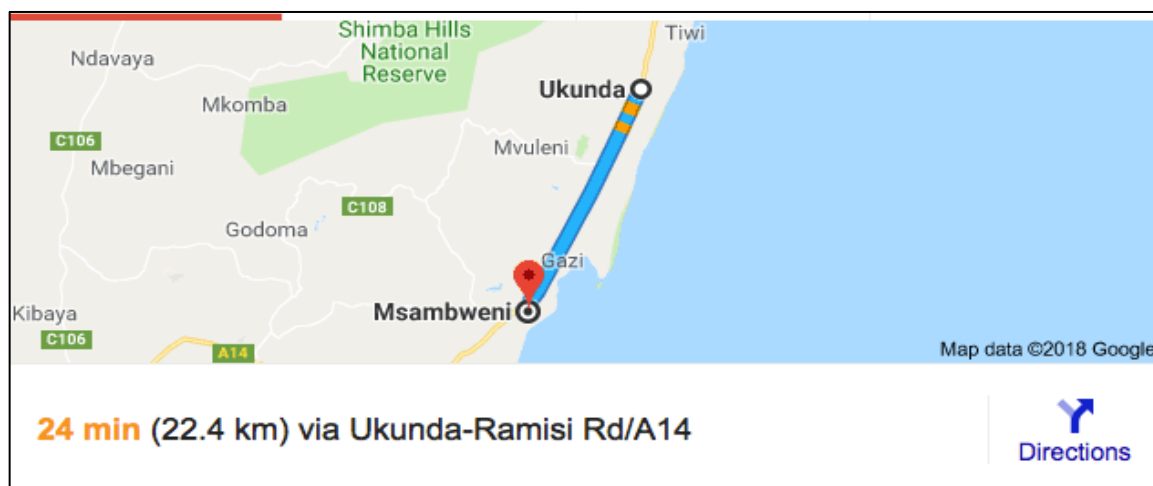 Tiwi
Shimba Hills
National
Reserve
Ndavaya
Ukunda
Mkomba
C106
Mvuleni
Mbegani
C108
Godoma
Gazi
Msambweni
Kibaya
C106
A14
Map data ©2018 Google
24 min (22.4 km) via Ukunda-Ramisi Rd/A14
Directions